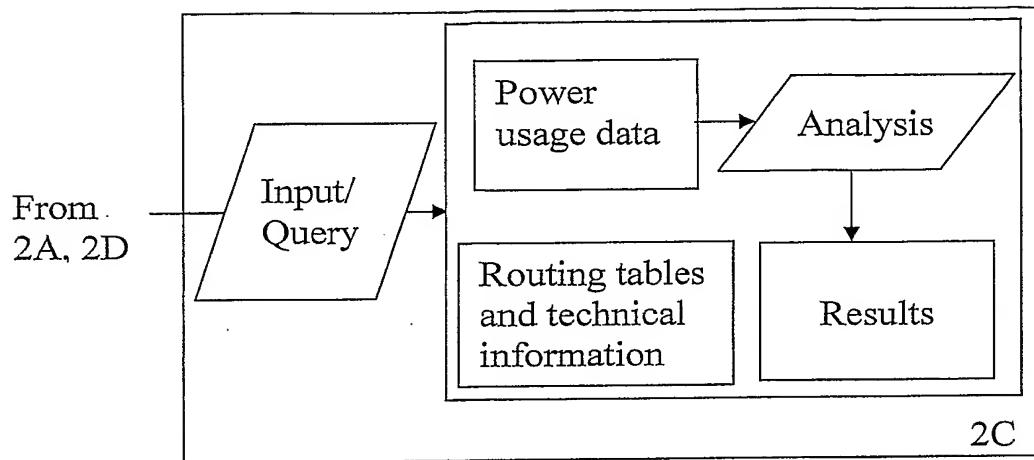 From
2A, 2D
Input/
Query
Power
usage data
Analysis
Routing tables
and technical
information
Results
2C